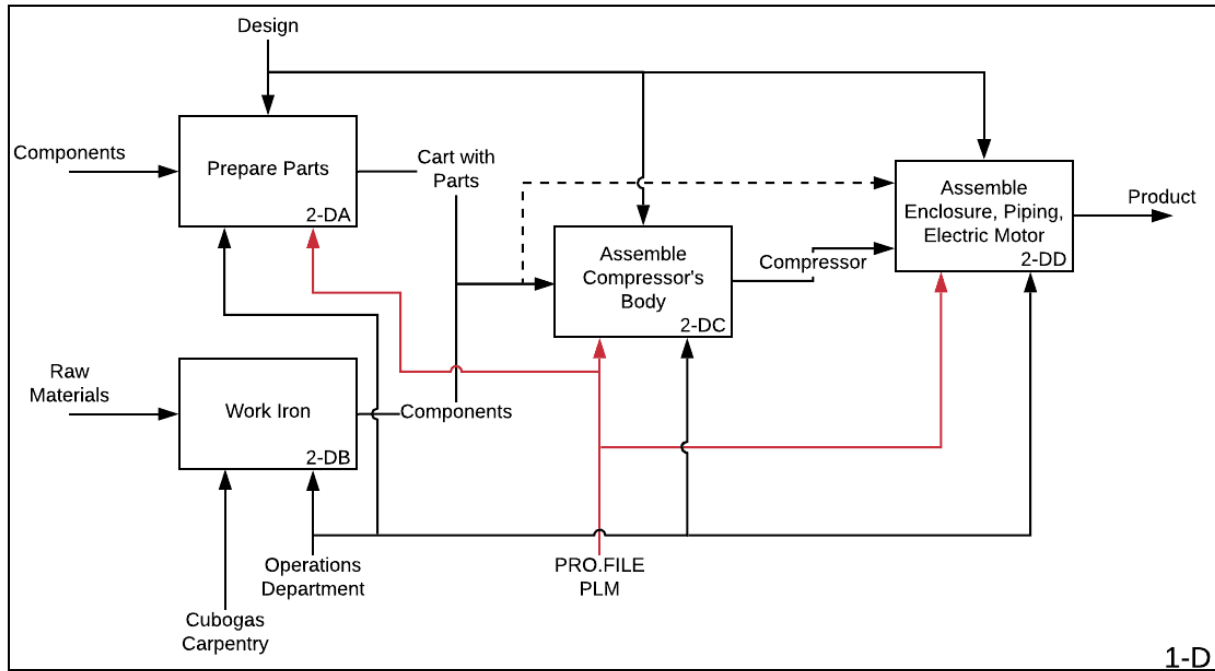 Design
Components
Prepare Parts
2-DA
Cart with
Parts
Assemble
Enclosure, Piping,
Electric Motor
2-DD
Product
Assemble
Compressor's
Body
2-DC
Compressor
Raw
Materials
Work Iron
2-DB
Components
Operations
Department
PRO.FILE
PLM
Cubogas
Carpentry
1-D